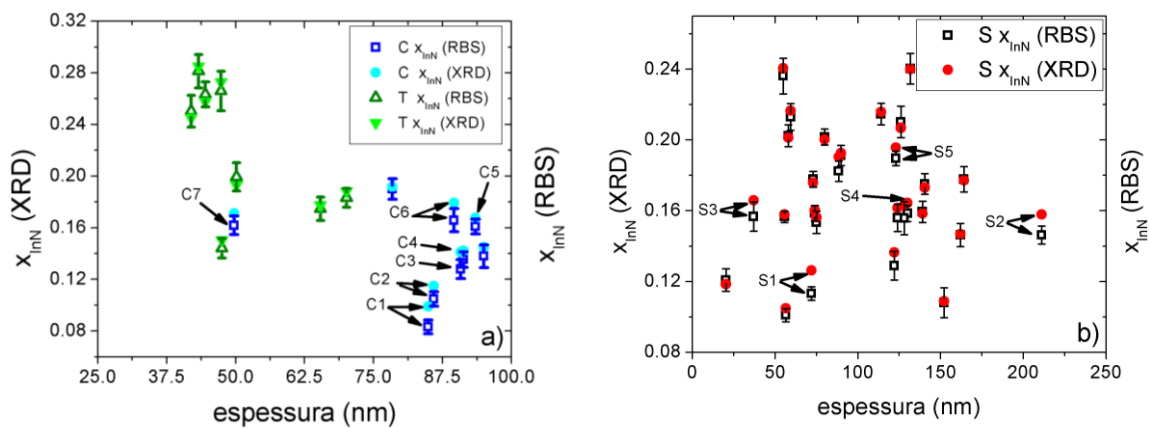 0.32
0.28
0.24
0.20
0.16
0.12
0.08
x_InN (XRD)
C x_InN (RBS)
C x_InN (XRD)
T x_InN (RBS)
T x_InN (XRD)
C7
C6
C5
C4
C3
C2
C1
a)
x_InN (RBS)
25.0 37.5 50.0 62.5 75.0 87.5 100.0
espessura (nm)
0.24
0.20
0.16
0.12
0.08
x_InN (XRD)
S x_InN (RBS)
S x_InN (XRD)
S5
S4
S3
S2
S1
b)
x_InN (RBS)
0 50 100 150 200 250
espessura (nm)